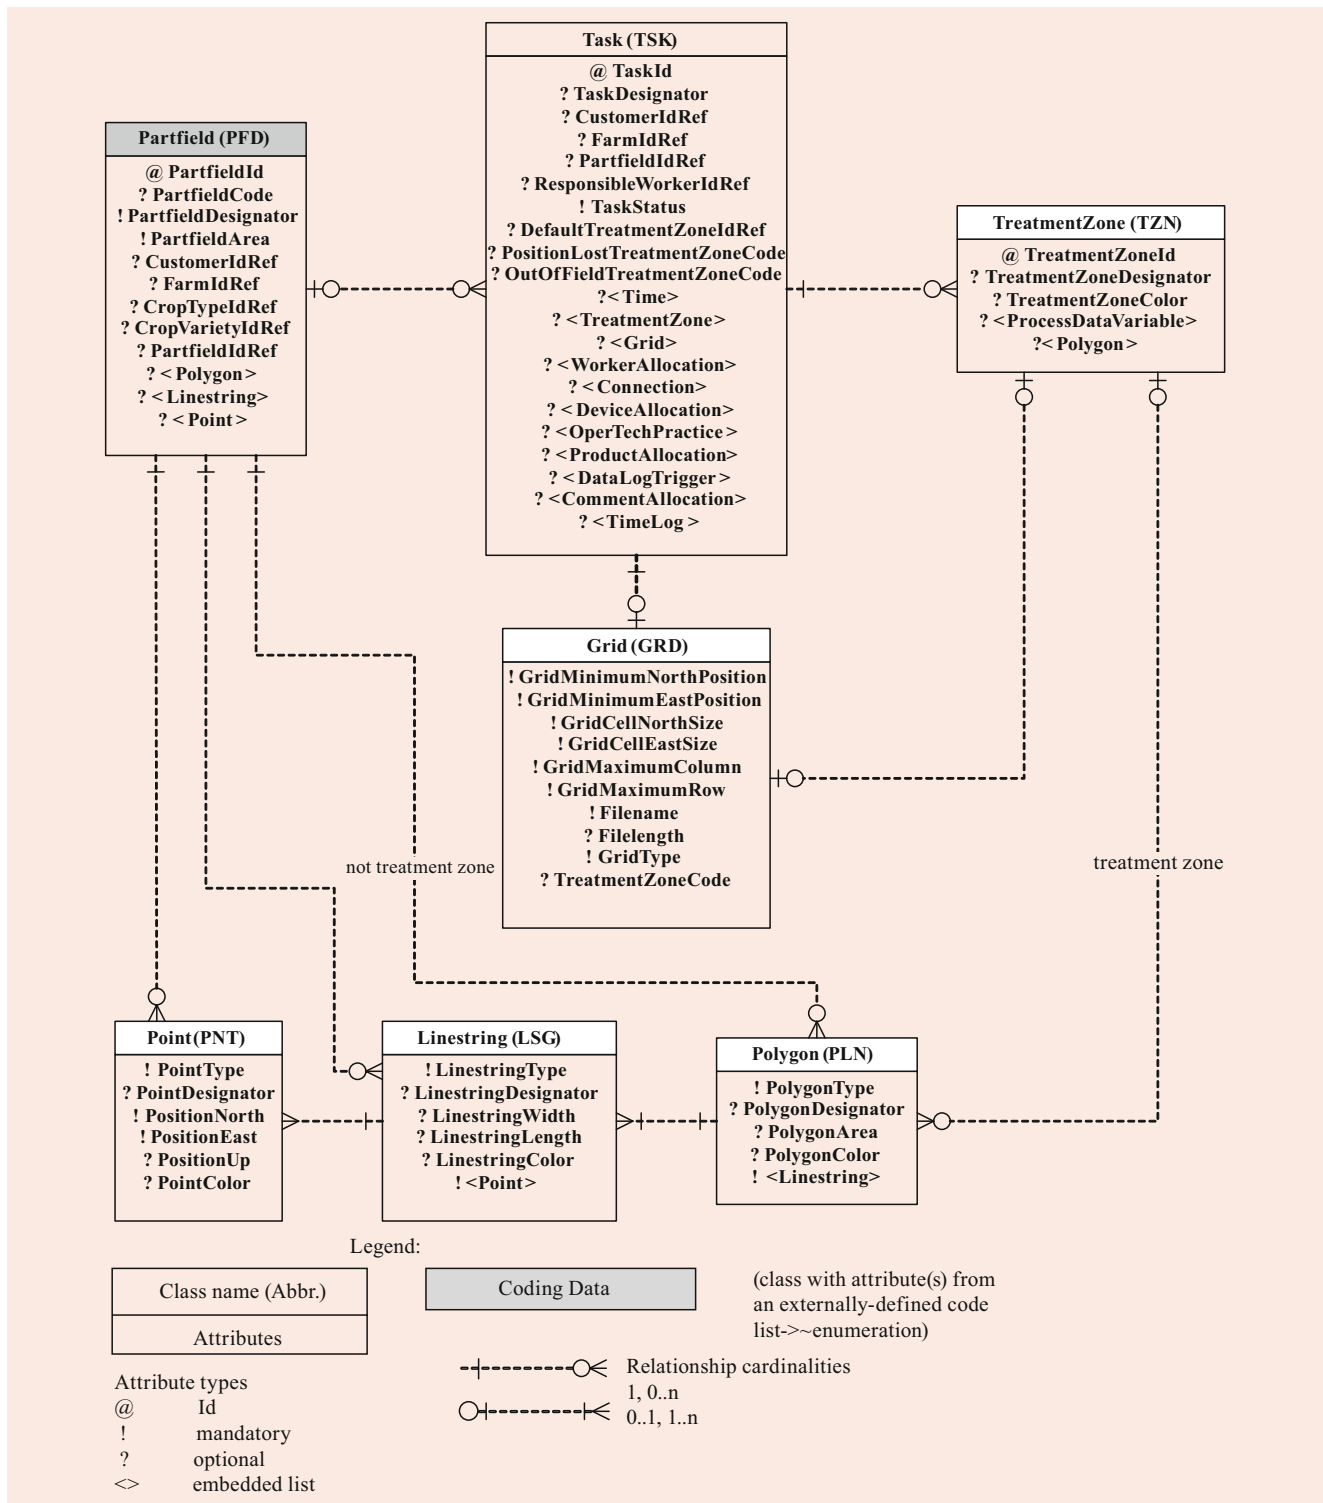 Task (TSK)
@ TaskId
? TaskDesignator
? CustomerIdRef
? FarmIdRef
? PartfieldIdRef
? ResponsibleWorkerIdRef
! TaskStatus
? DefaultTreatmentZoneIdRef
? PositionLostTreatmentZoneCode
? OutOfFieldTreatmentZoneCode
?<Time>
? <TreatmentZone>
? <Grid>
? <WorkerAllocation>
? <Connection>
? <DeviceAllocation>
? <OperTechPractice>
? <ProductAllocation>
? <DataLogTrigger>
? <CommentAllocation>
? <TimeLog >
Partfield (PFD)
@ PartfieldId
? PartfieldCode
! PartfieldDesignator
! PartfieldArea
? CustomerIdRef
? FarmIdRef
? CropTypeIdRef
? CropVarietyIdRef
? PartfieldIdRef
? < Polygon>
? <Linestring>
? < Point >
TreatmentZone (TZN)
@ TreatmentZoneId
? TreatmentZoneDesignator
? TreatmentZoneColor
? <ProcessDataVariable>
?< Polygon>
Grid (GRD)
! GridMinimumNorthPosition
! GridMinimumEastPosition
! GridCellNorthSize
! GridCellEastSize
! GridMaximumColumn
! GridMaximumRow
! Filename
? Filelength
! GridType
? TreatmentZoneCode
not treatment zone
treatment zone
Point (PNT)
! PointType
? PointDesignator
! PositionNorth
! PositionEast
? PositionUp
? PointColor
Linestring (LSG)
! LinestringType
? LinestringDesignator
? LinestringWidth
? LinestringLength
? LinestringColor
! <Point>
Polygon (PLN)
! PolygonType
? PolygonDesignator
? PolygonArea
? PolygonColor
! <Linestring>
Legend:
Class name (Abbr.)
Attributes
Coding Data
(class with attribute(s) from
an externally-defined code
list->~enumeration)
Attribute types
@ Id
! mandatory
? optional
<> embedded list
Relationship cardinalities
1, 0..n
0..1, 1..n